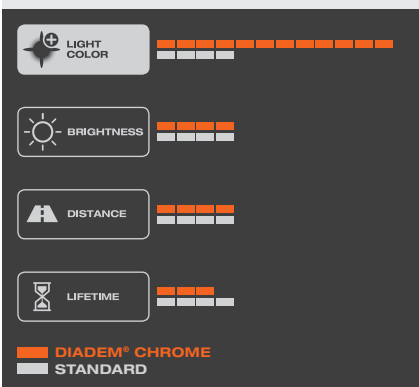 LIGHT
COLOR
BRIGHTNESS
DISTANCE
LIFETIME
DIADEM® CHROME
STANDARD